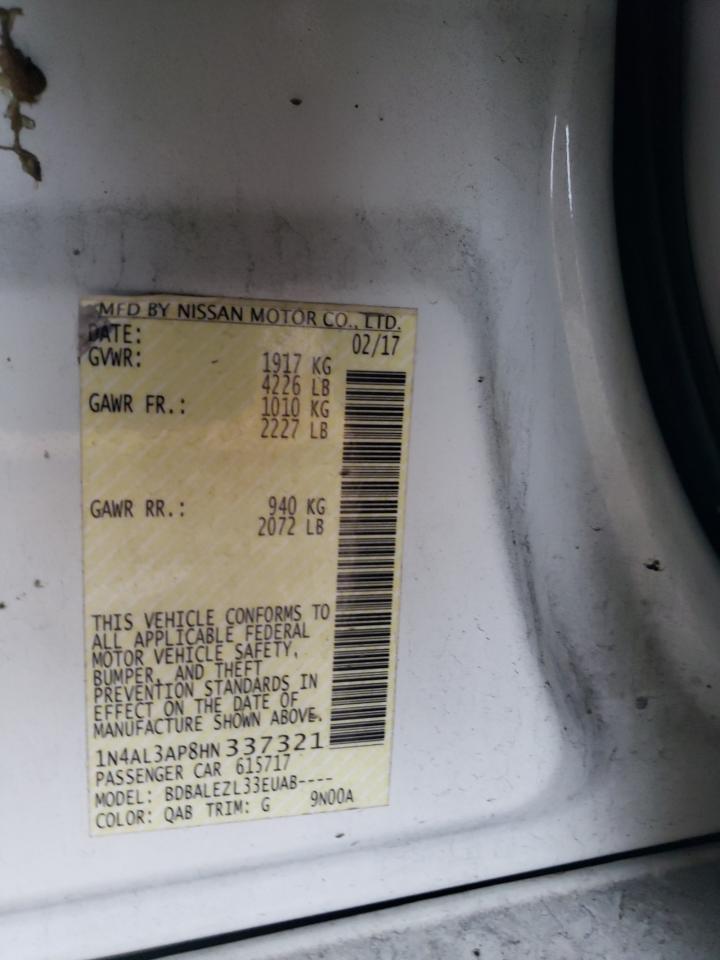 MFD BY NISSAN MOTOR CO., LTD.
DATE: 02/17
GVWR: 1917 KG
4226 LB
GAWR FR.: 1010 KG
2227 LB
GAWR RR.: 940 KG
2072 LB
THIS VEHICLE CONFORMS TO
ALL APPLICABLE FEDERAL
MOTOR VEHICLE SAFETY,
BUMPER, AND THEFT
PREVENTION STANDARDS IN
EFFECT ON THE DATE OF
MANUFACTURE SHOWN ABOVE.
1N4AL3AP8HN337321
PASSENGER CAR 615717
MODEL: BDBALEZL33EUAB----
COLOR: QAB TRIM: G 9N00A